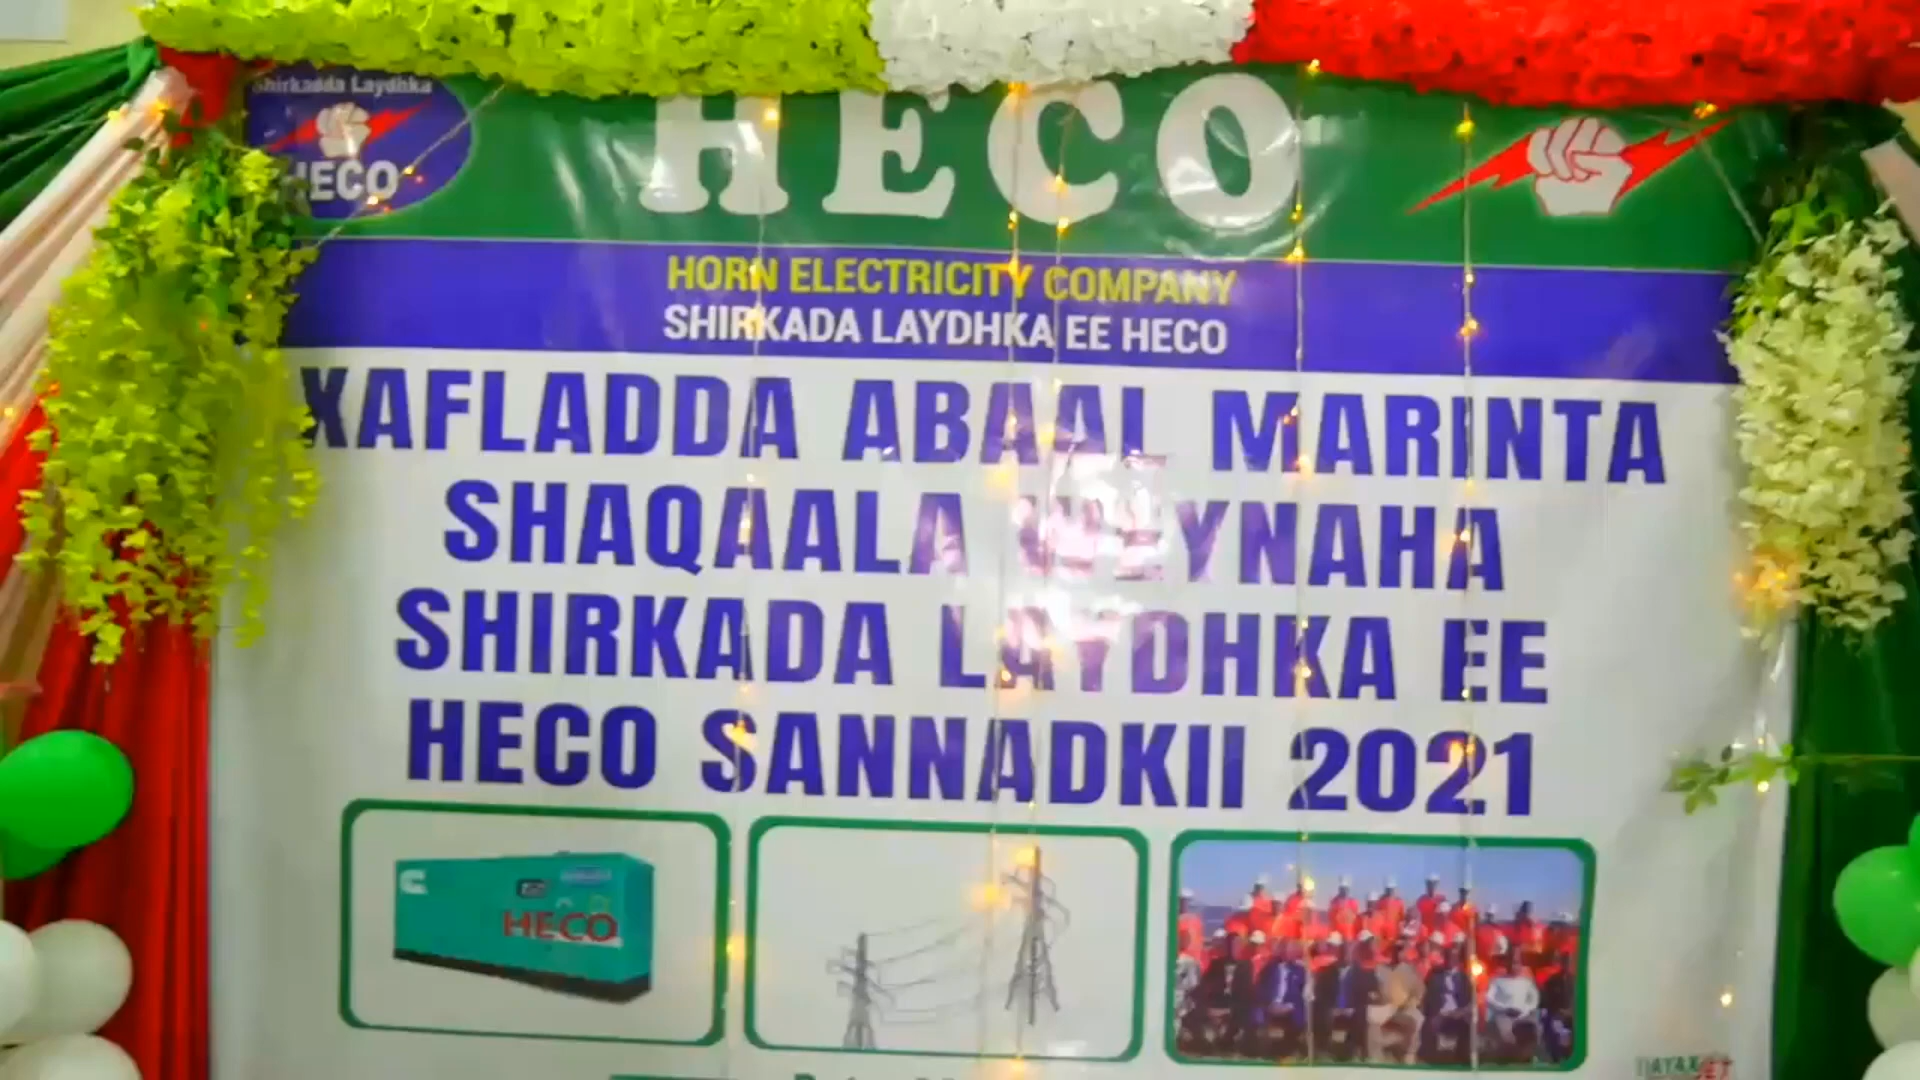 Shirkadda Laydhka
HECO
HECO
HORN ELECTRICITY COMPANY
SHIRKADA LAYDHKA EE HECO
XAFLADDA ABAAL MARINTA
SHAQAALA WEYNAHA
SHIRKADA LAYDHKA EE
HECO SANNADKII 2021
HECO